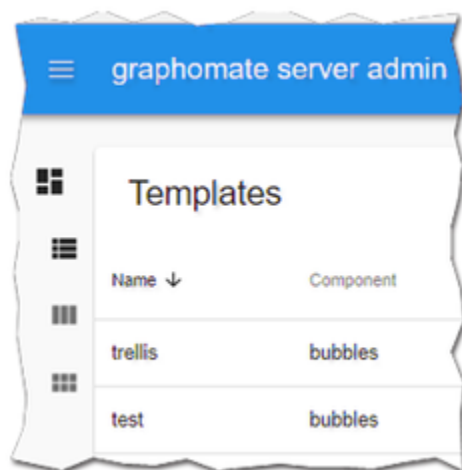 graphomate server admin
Templates
Name Component
trellis bubbles
test bubbles